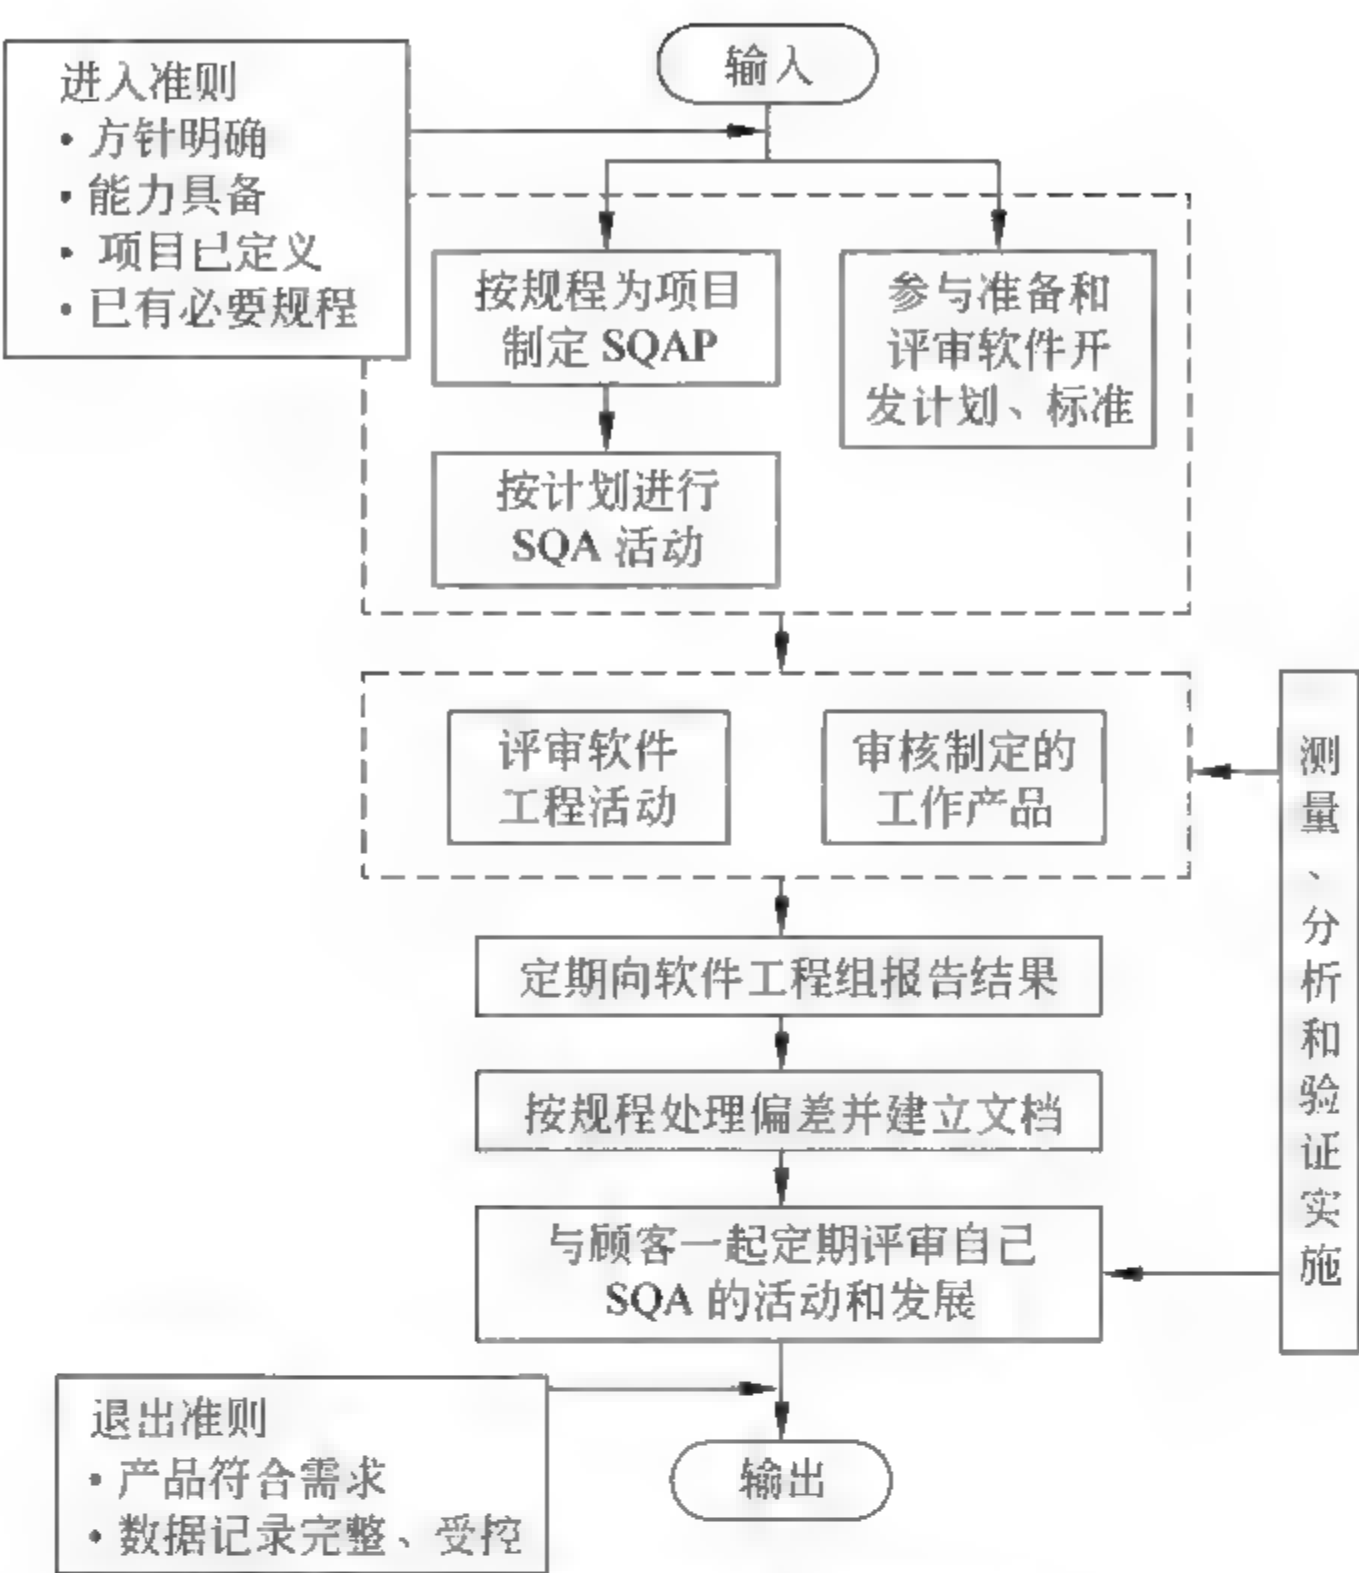 输入
进入准则
• 方针明确
• 能力具备
• 项目已定义
• 已有必要规程
按规程为项目
制定 SQAP
参与准备和
评审软件开
发计划、标准
按计划进行
SQA 活动
评审软件
工程活动
审核制定的
工作产品
测量、分析和验证实施
定期向软件工程组报告结果
按规程处理偏差并建立文档
与顾客一起定期评审自己
SQA 的活动和发展
退出准则
• 产品符合需求
• 数据记录完整、受控
输出